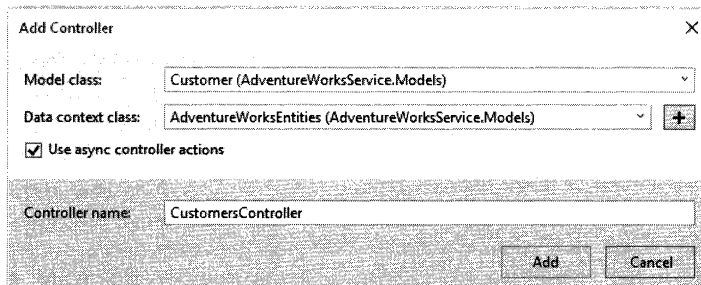 Add Controller
Model class: Customer (AdventureWorksService.Models)
Data context class: AdventureWorksEntities (AdventureWorksService.Models) +
Use async controller actions
Controller name: CustomersController
Add Cancel